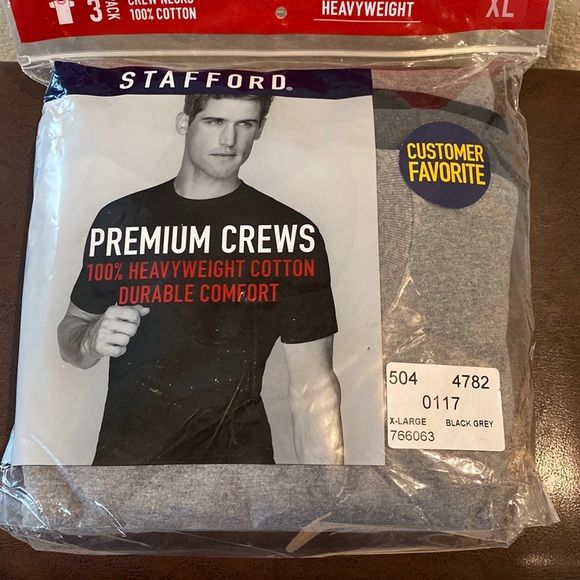 3
PACK
CREW NECKS
100% COTTON
HEAVYWEIGHT
XL
STAFFORD®
CUSTOMER
FAVORITE
PREMIUM CREWS
100% HEAVYWEIGHT COTTON
DURABLE COMFORT
504 4782
0117
X-LARGE BLACK GREY
766063